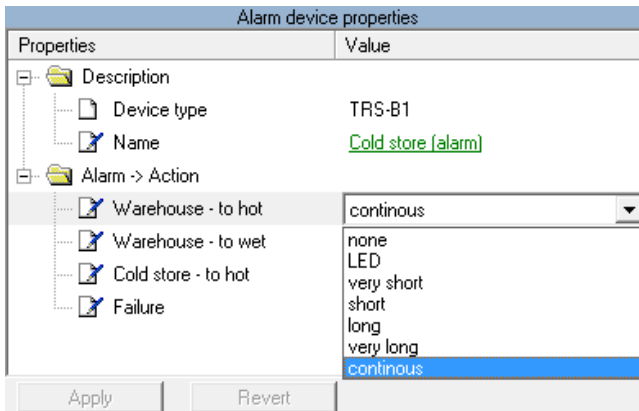 Alarm device properties
Properties Value
Description
Device type TRS-B1
Name Cold store (alarm)
Alarm -> Action
Warehouse - to hot continous
Warehouse - to wet none
LED
Cold store - to hot very short
short
Failure long
very long
continous
Apply Revert